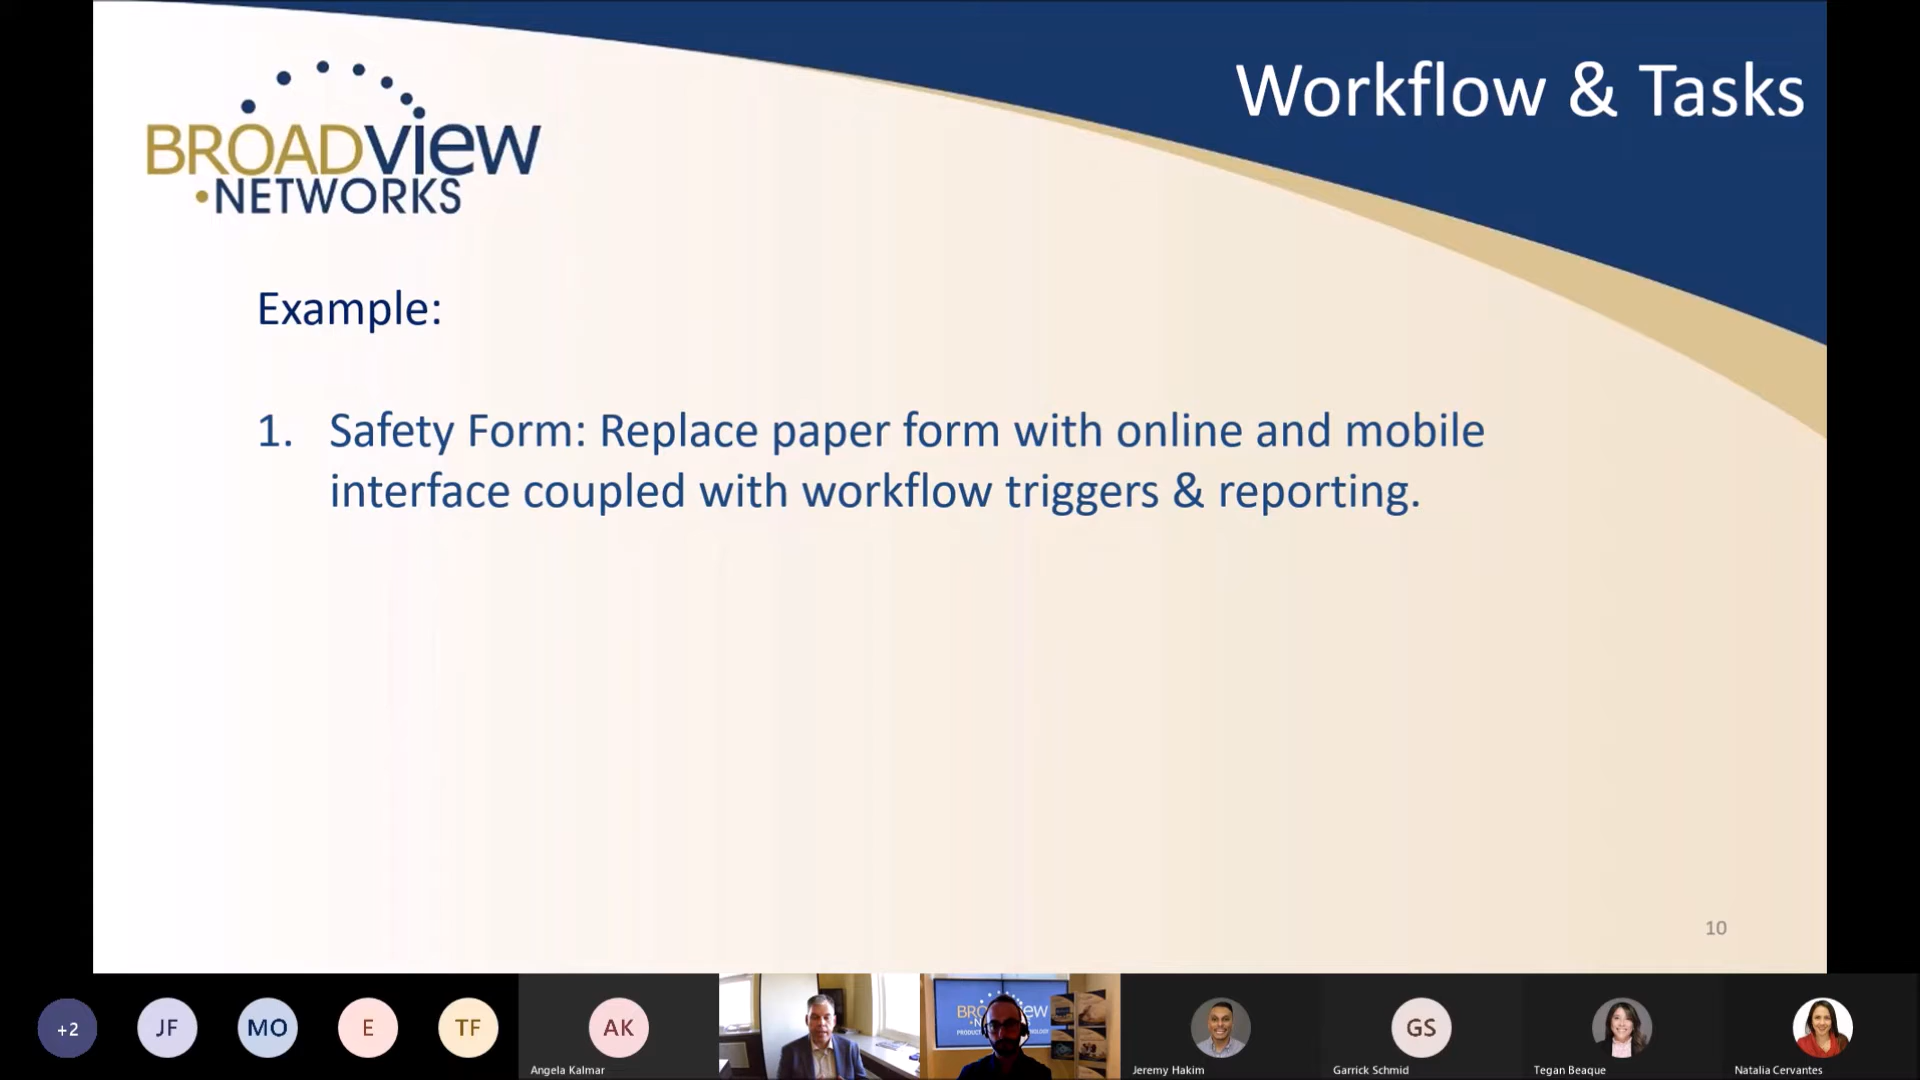 Workflow & Tasks
BROADVIEW
•NETWORKS
Example:
1. Safety Form: Replace paper form with online and mobile
interface coupled with workflow triggers & reporting.
10
+2
JF
MO
E
TF
AK
Angela Kalmar
Jeremy Hakim
GS
Garrick Schmid
Tegan Beaque
Natalia Cervantes